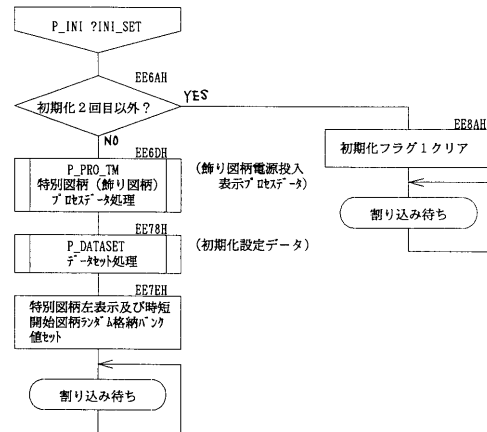 P_INI ?INI_SET
EE6AH
初期化2回目以外?
YES
NO
EE6DH
P_PRO_TM
特別図柄(飾り図柄)
プロセスデータ処理
(飾り図柄電源投入
表示プロセスデータ)
EE78H
P_DATASET
データセット処理
(初期化設定データ)
EE7EH
特別図柄左表示及び時短
開始図柄ランダム格納バンク
値セット
割り込み待ち
EE8AH
初期化フラグ1クリア
割り込み待ち